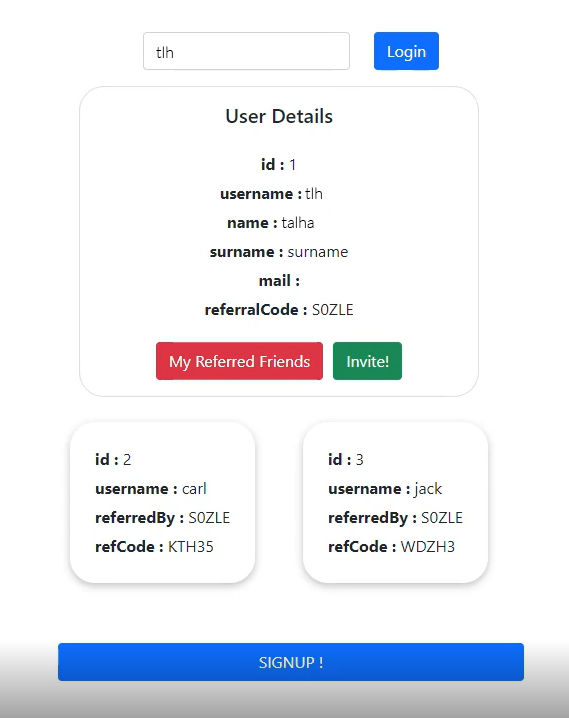 tlh
Login
User Details
id : 1
username : tlh
name : talha
surname : surname
mail :
referralCode : S0ZLE
My Referred Friends
Invite!
id : 2
username : carl
referredBy : S0ZLE
refCode : KTH35
id : 3
username : jack
referredBy : S0ZLE
refCode : WDZH3
SIGNUP !